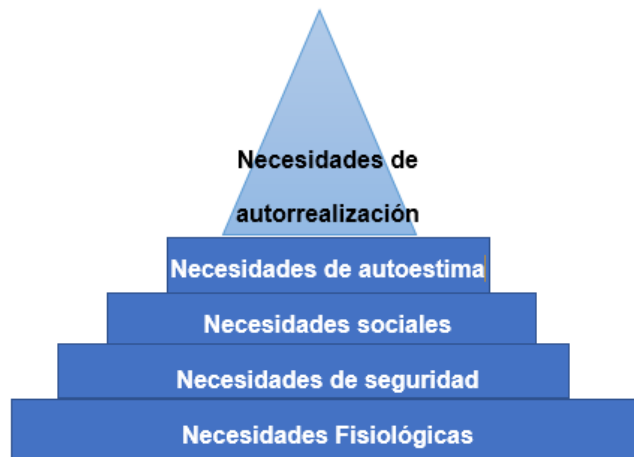 Necesidades de
autorrealización
Necesidades de autoestima
Necesidades sociales
Necesidades de seguridad
Necesidades Fisiológicas